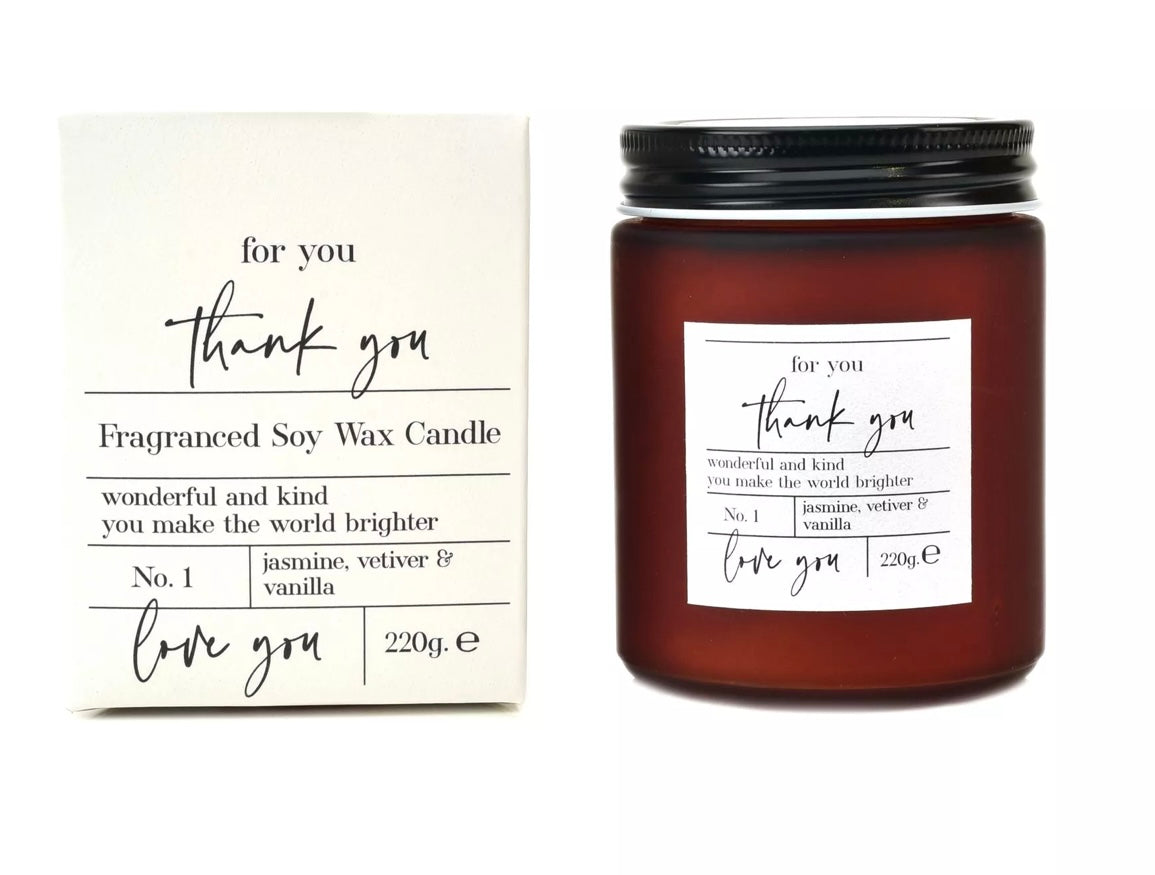 for you
thank you
Fragranced Soy Wax Candle
wonderful and kind
you make the world brighter
No. 1
jasmine, vetiver &
vanilla
love you
220g. ℮
for you
thank you
wonderful and kind
you make the world brighter
No. 1
jasmine, vetiver &
vanilla
love you
220g. ℮